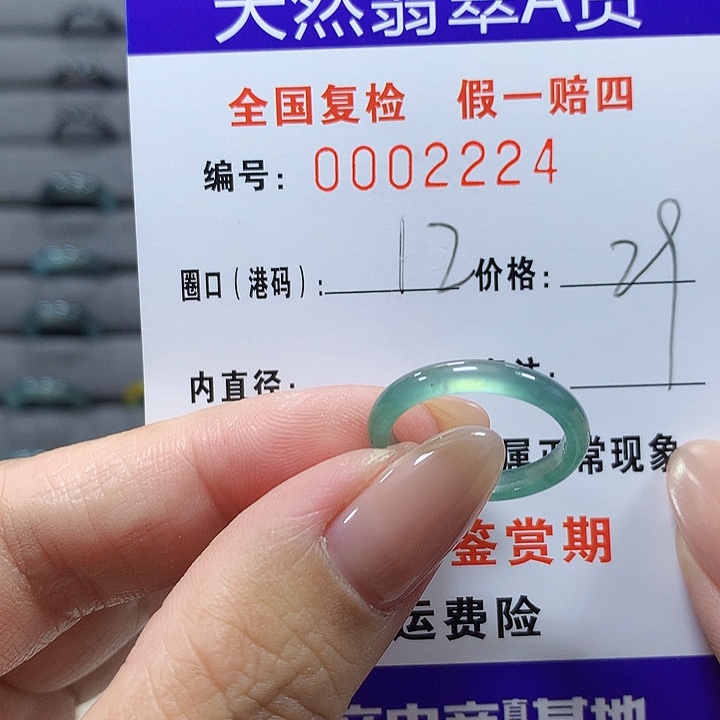 天然翡翠A货
全国复检 假一赔四
编号: 0002224
圈口(港码): 12 价格: 29
内直径:
属正常现象
鉴赏期
运费险